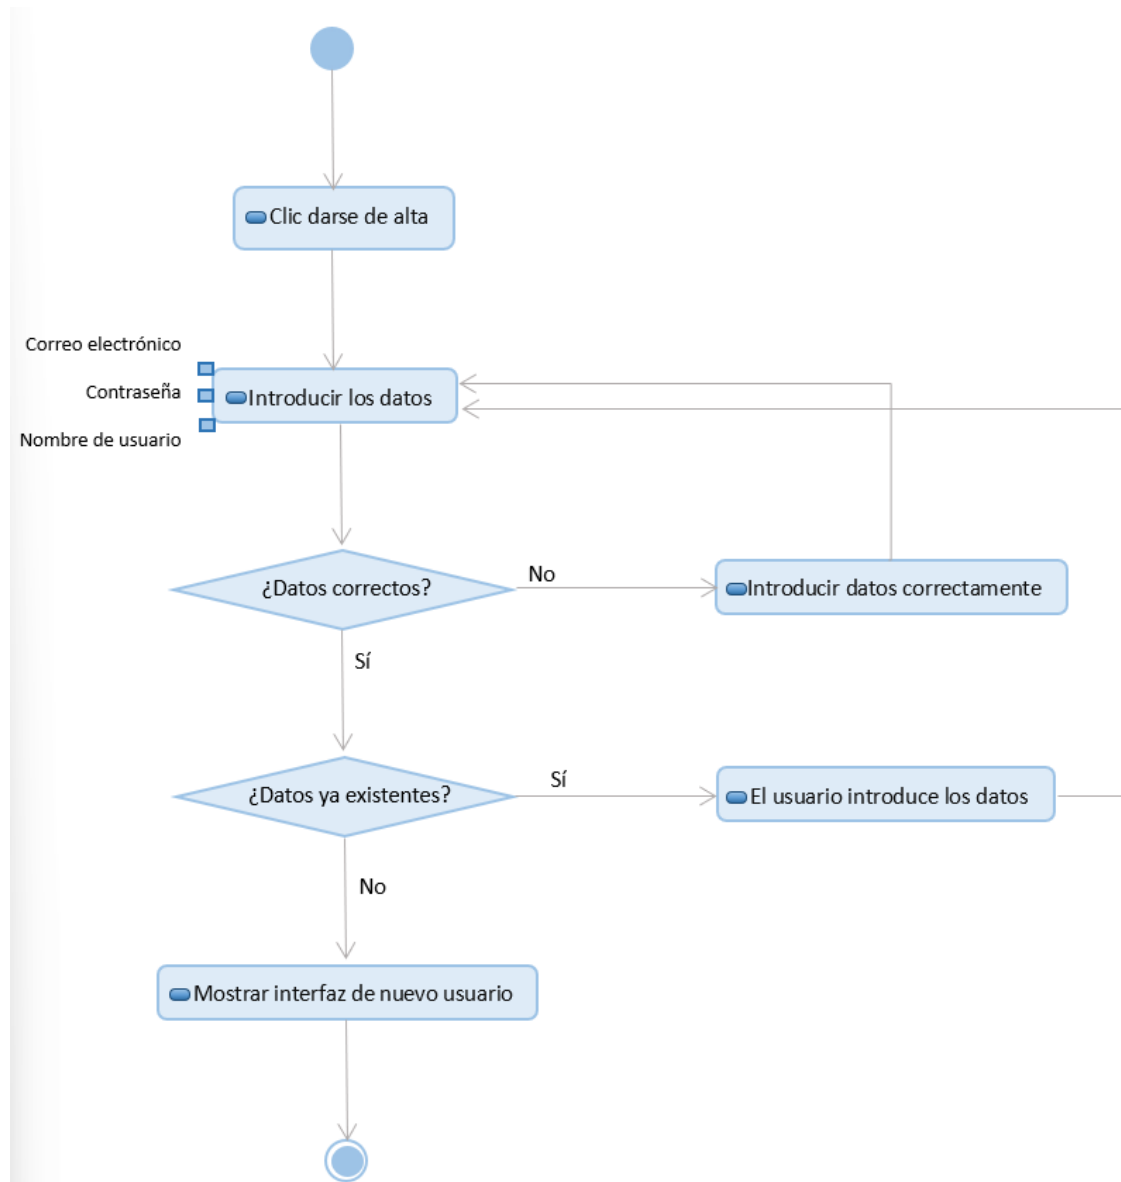 Clic darse de alta
Correo electrónico
Contraseña
Introducir los datos
Nombre de usuario
¿Datos correctos?
No
Introducir datos correctamente
Sí
¿Datos ya existentes?
Sí
El usuario introduce los datos
No
Mostrar interfaz de nuevo usuario